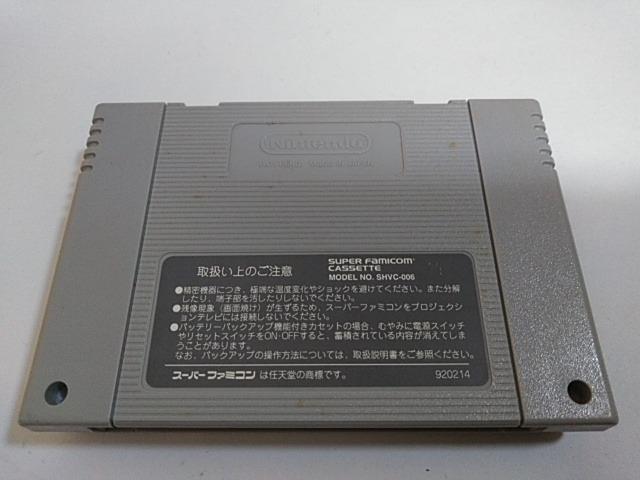 Nintendo
取扱い上のご注意
SUPER FAMICOM
CASSETTE
MODEL NO. SHVC-006
●精密機器につき、極端な温度変化やショックを避けてください。また分解
したり、端子部を汚したりしないでください。
●残像現象（画面焼け）が生ずるため、スーパーファミコンをプロジェクシ
ョンテレビには接続しないでください。
●バッテリーバックアップ機能付きカセットの場合、むやみに電源スイッチ
やリセットスイッチをON・OFFすると、蓄積されている内容が消えてしま
うことがあります。
なお、バックアップの操作方法については、取扱説明書をご参照ください。
スーパーファミコン は任天堂の商標です。
920214